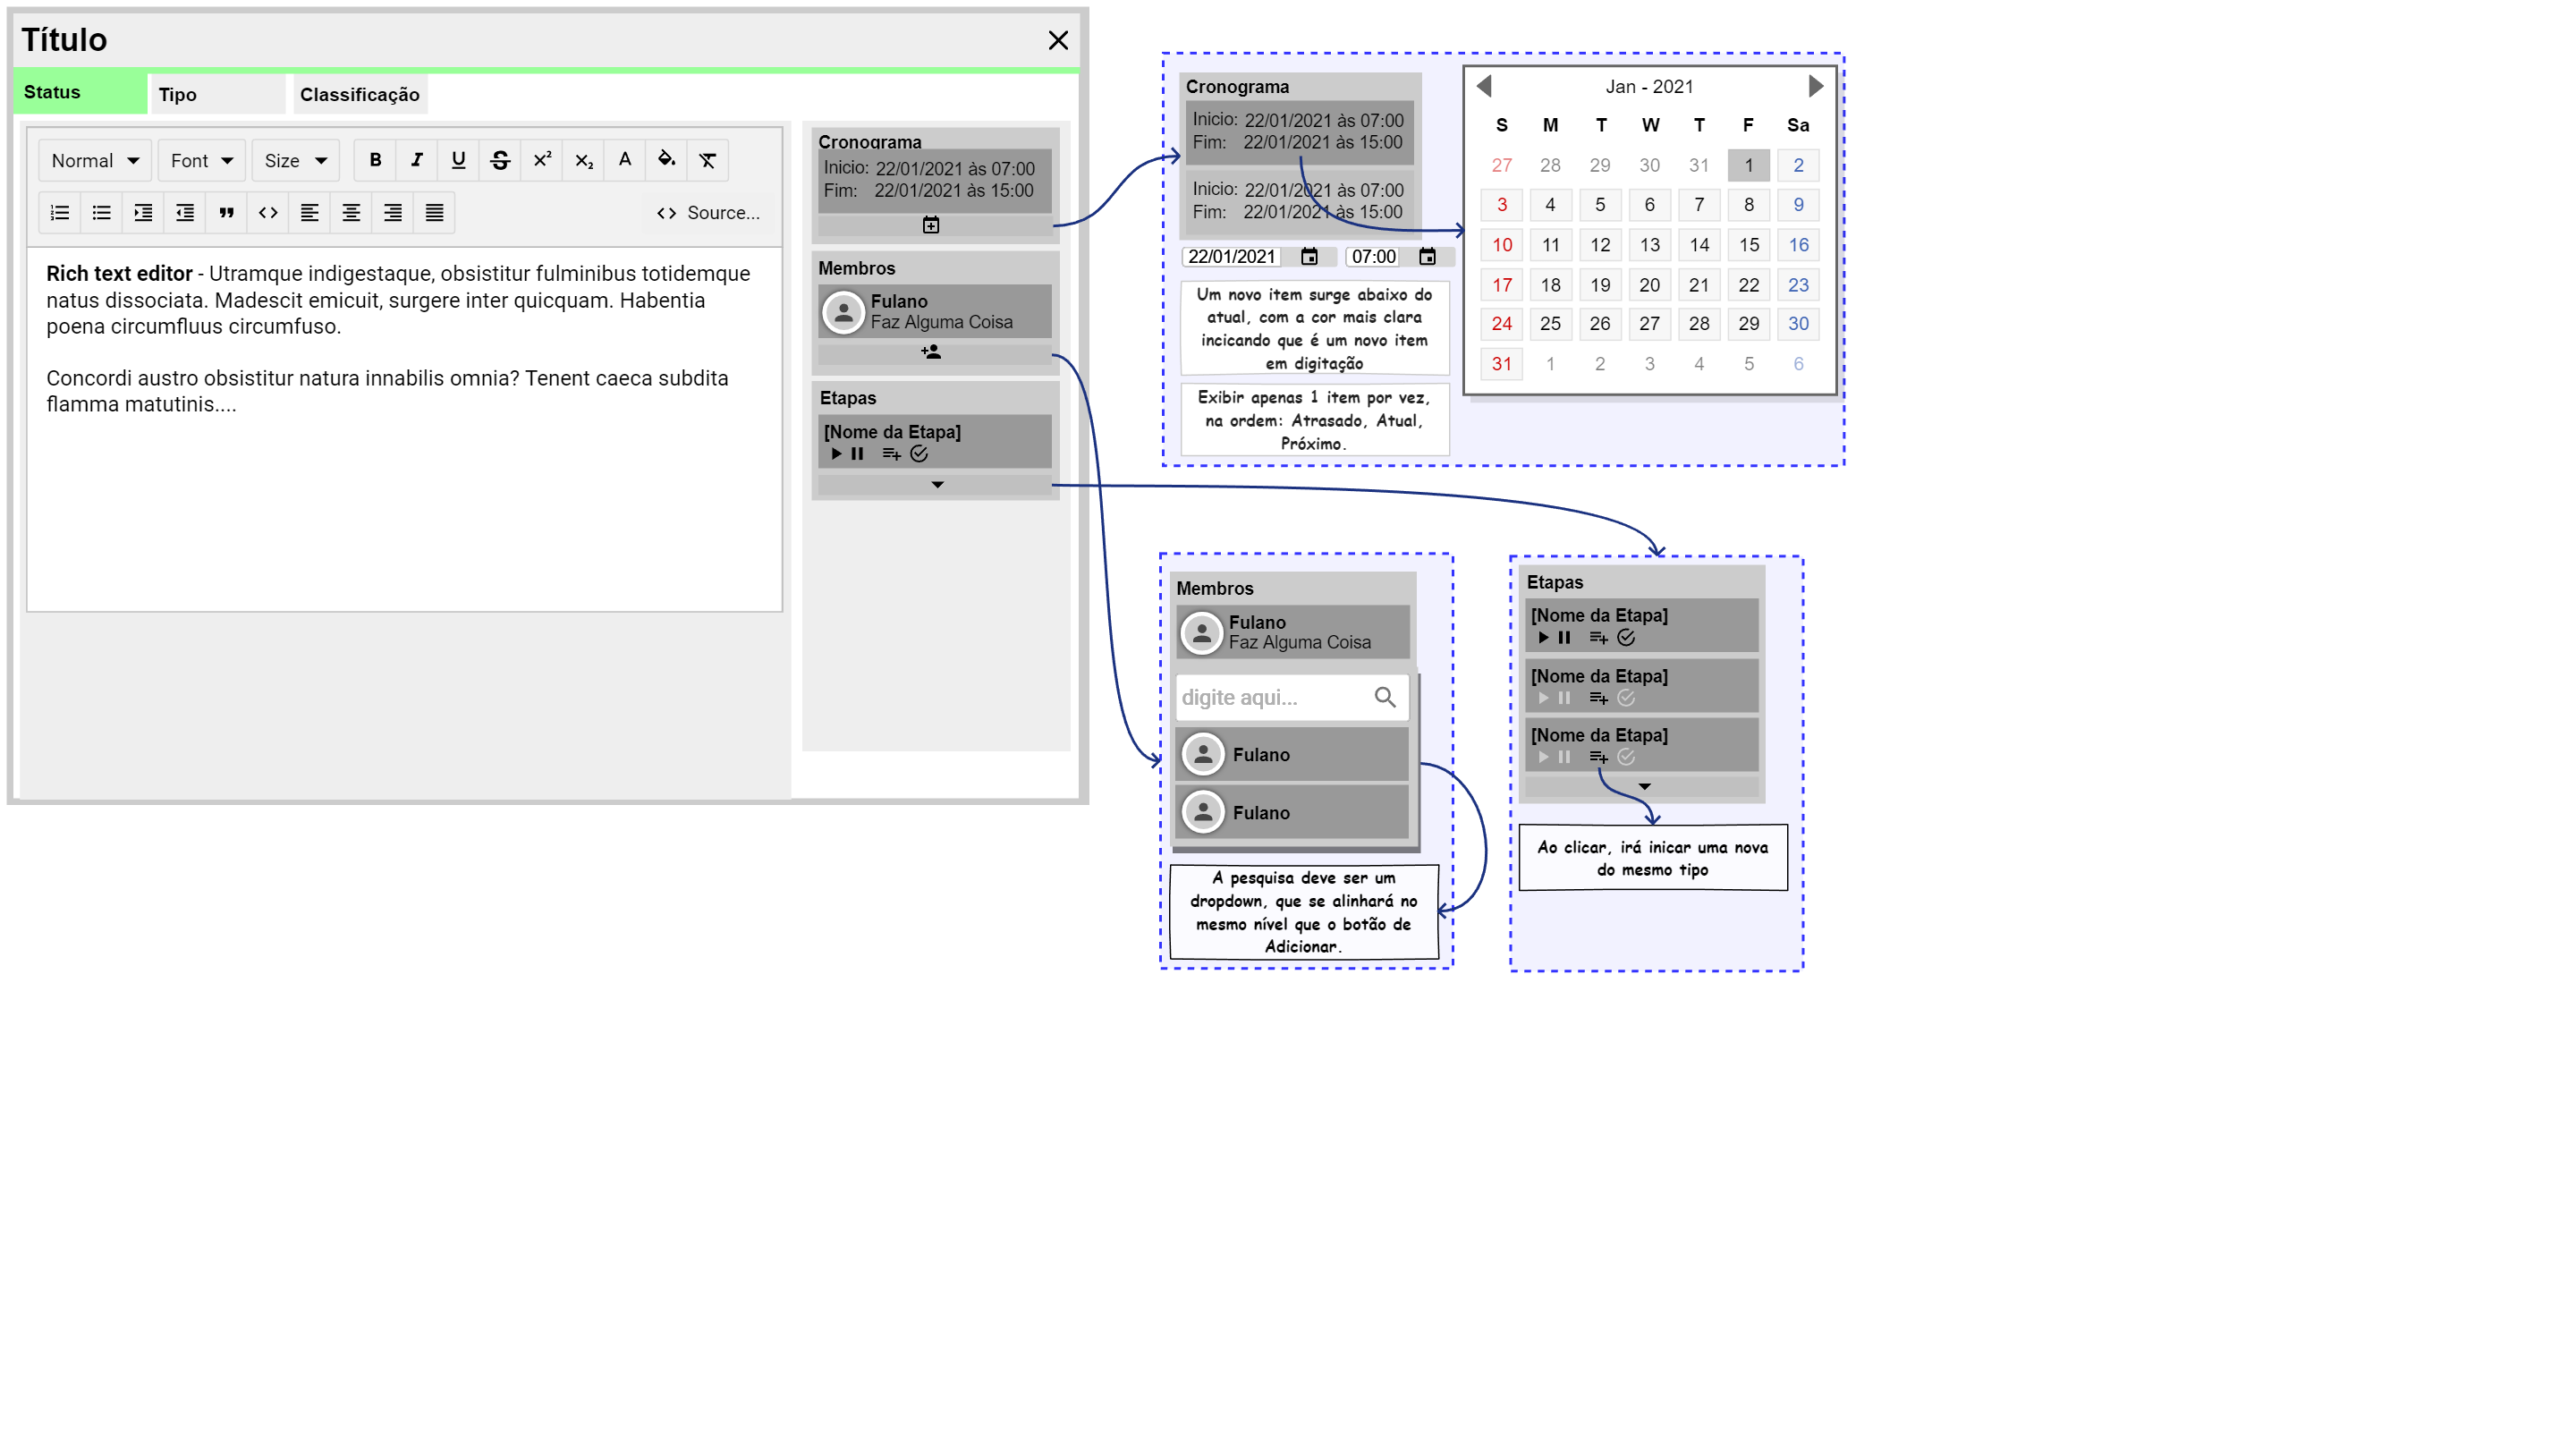 Título
Status
Tipo
Classificação
Normal
Font
Size
B
I
U
S
X²
X₂
A
Source...
Rich text editor - Utramque indigestaque, obsistitur fulminibus totidemque
natus dissociata. Madescit emicuit, surgere inter quicquam. Habentia
poena circumfluus circumfuso.
Concordi austro obsistitur natura innabilis omnia? Tenent caeca subdita
flamma matutinis....
Cronograma
Inicio: 22/01/2021 às 07:00
Fim: 22/01/2021 às 15:00
Membros
Fulano
Faz Alguma Coisa
Etapas
[Nome da Etapa]
Cronograma
Inicio: 22/01/2021 às 07:00
Fim: 22/01/2021 às 15:00
Inicio: 22/01/2021 às 07:00
Fim: 22/01/2021 às 15:00
22/01/2021
07:00
Um novo item surge abaixo do
atual, com a cor mais clara
incicando que é um novo item
em digitação
Exibir apenas 1 item por vez,
na ordem: Atrasado, Atual,
Próximo.
Jan - 2021
S M T W T F Sa
27 28 29 30 31 1 2
3 4 5 6 7 8 9
10 11 12 13 14 15 16
17 18 19 20 21 22 23
24 25 26 27 28 29 30
31 1 2 3 4 5 6
Membros
Fulano
Faz Alguma Coisa
digite aqui...
Fulano
Fulano
A pesquisa deve ser um
dropdown, que se alinhará no
mesmo nível que o botão de
Adicionar.
Etapas
[Nome da Etapa]
[Nome da Etapa]
[Nome da Etapa]
Ao clicar, irá inicar uma nova
do mesmo tipo